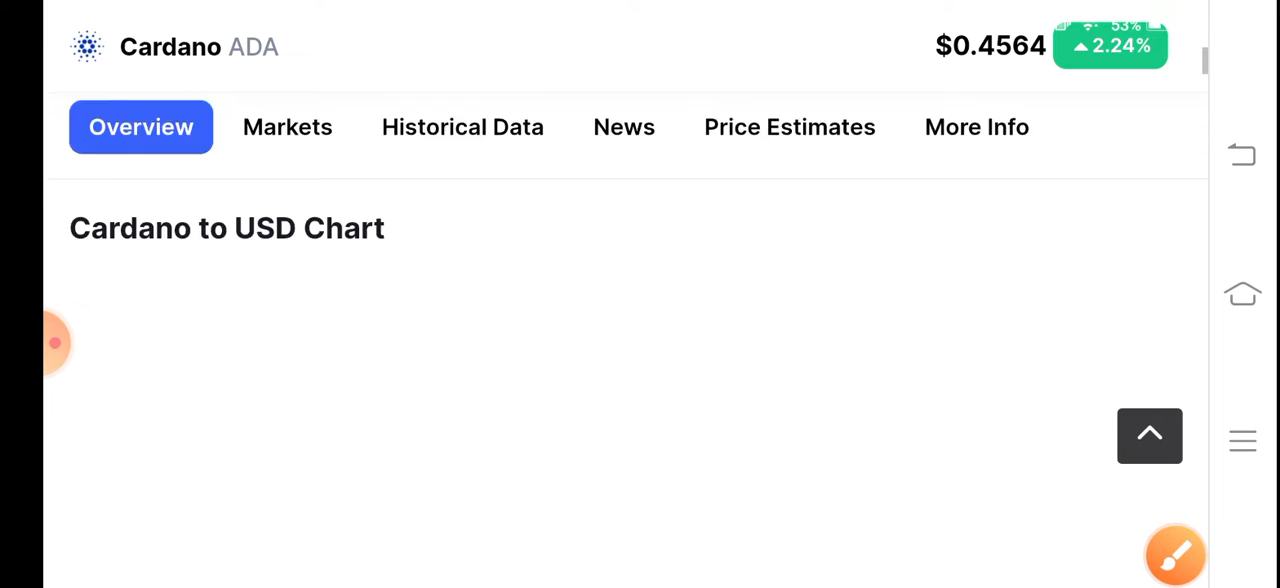 53%
Cardano ADA
$0.4564
2.24%
Overview
Markets
Historical Data
News
Price Estimates
More Info
Cardano to USD Chart